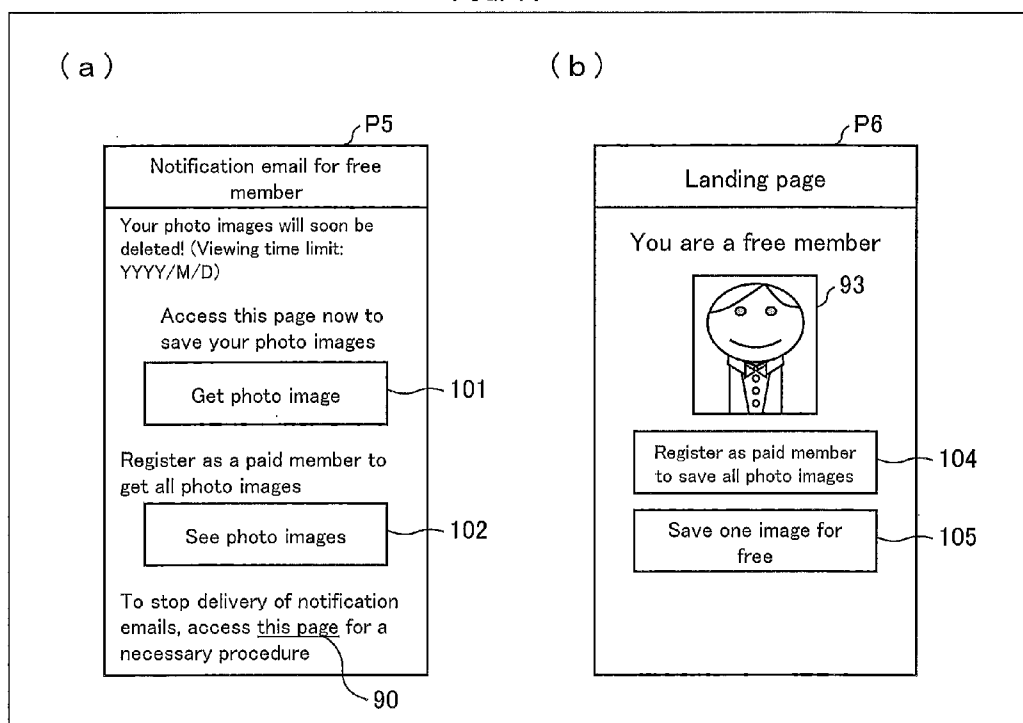 (a)
P5
Notification email for free
member
Your photo images will soon be
deleted! (Viewing time limit:
YYYY/M/D)
Access this page now to
save your photo images
Get photo image
101
Register as a paid member to
get all photo images
See photo images
102
To stop delivery of notification
emails, access this page for a
necessary procedure
90
(b)
P6
Landing page
You are a free member
93
Register as paid member
to save all photo images
104
Save one image for
free
105